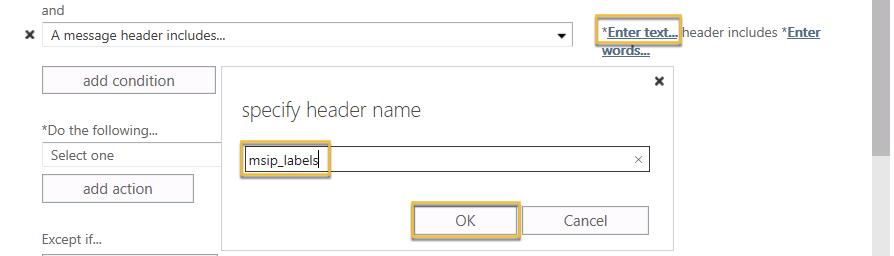 and
A message header includes...
*Enter text... header includes *Enter words...
add condition
specify header name
*Do the following...
msip_labels
Select one
add action
OK
Cancel
Except if...